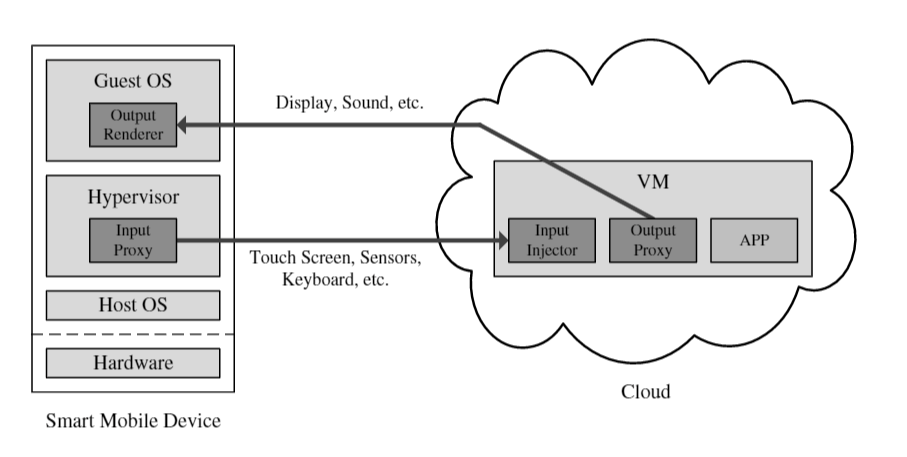 Guest OS
Output
Renderer
Display, Sound, etc.
Hypervisor
Input
Proxy
Touch Screen, Sensors,
Keyboard, etc.
Host OS
Hardware
Smart Mobile Device
VM
Input
Injector
Output
Proxy
APP
Cloud